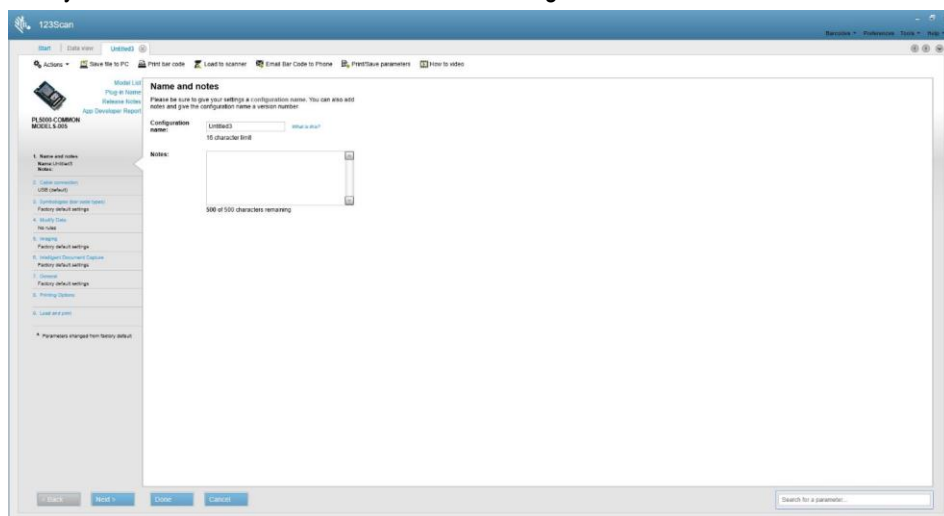 123Scan
Barcodes Preferences Tools Help
Start Data view Untitled3
Actions Save file to PC Print bar code Load to scanner Email Bar Code to Phone Print/Save parameters How to video
Model List
Plug-in Name
Release Notes
App Developer Report
PL5000-COMMON
MODELS-005
1. Name and notes
Name:Untitled3
Notes:
2. Cable connection
USB (default)
3. Symbologies (bar code types)
Factory default settings
4. Modify Data
No rules
5. Imaging
Factory default settings
6. Intelligent Document Capture
Factory default settings
7. General
Factory default settings
8. Printing Options
9. Load and print
* Parameters changed from factory default
Name and notes
Please be sure to give your settings a configuration name. You can also add
notes and give the configuration name a version number.
Configuration name: Untitled3 What is this?
15 character limit
Notes:
500 of 500 characters remaining
< Back Next > Done Cancel
Search for a parameter...